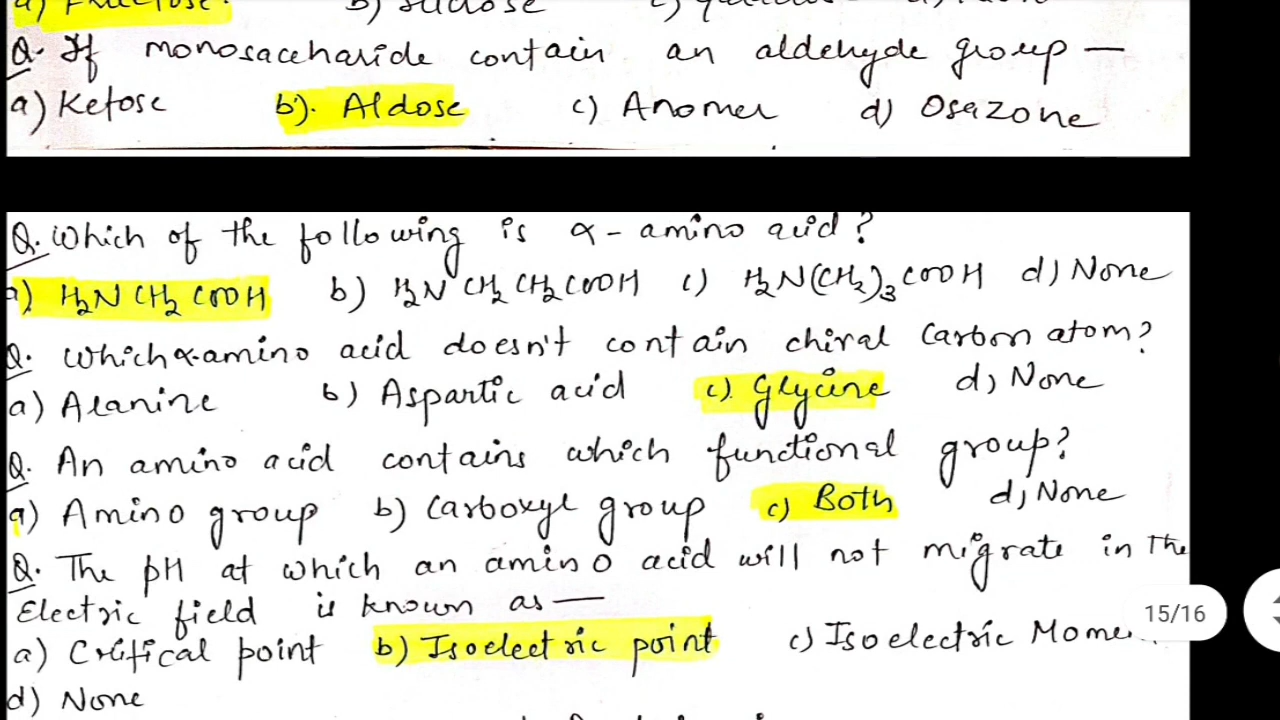 a) Fructose. b) Sucrose
Q. If monosaccharide contain an aldehyde group —
a) Ketose b). Aldose c) Anomer d) Osazone
Q. Which of the following is α - amino acid?
a) H2N CH2 COOH b) H2N CH2 CH2 COOH c) H2N(CH2)3 COOH d) None
Q. Which α-amino acid doesn't contain chiral Carbon atom?
a) Alanine b) Aspartic acid c). Glycine d) None
Q. An amino acid contains which functional group?
a) Amino group b) Carboxyl group c) Both d) None
Q. The pH at which an amino acid will not migrate in the
Electric field is known as —
15/16
a) Critical point b) Isoelectric point c) Isoelectric Mome
d) None